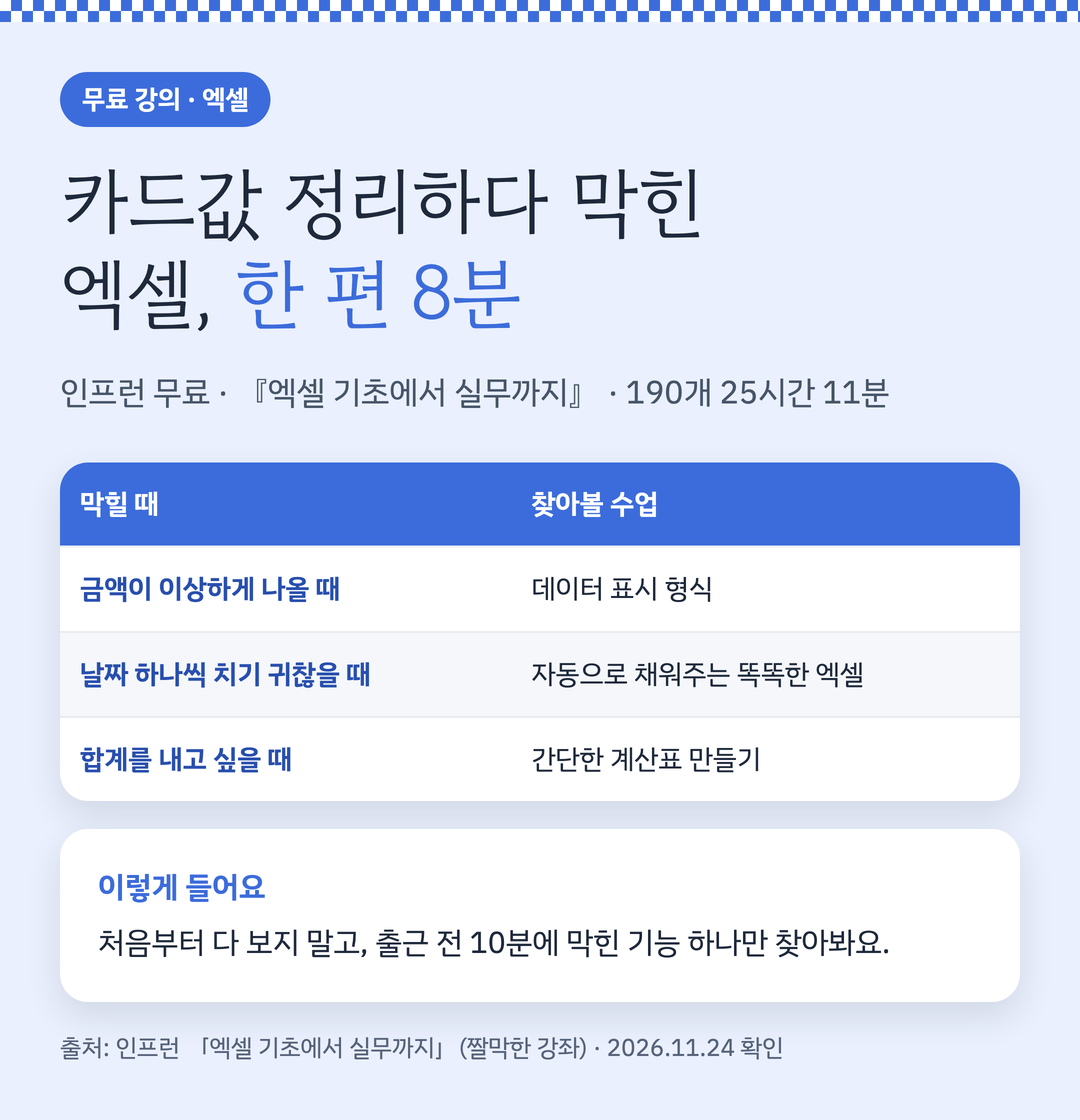 무료 강의 · 엑셀
카드값 정리하다 막힌
엑셀, 한 편 8분
인프런 무료 · 『엑셀 기초에서 실무까지』 · 190개 25시간 11분
막힐 때 찾아볼 수업
금액이 이상하게 나올 때 데이터 표시 형식
날짜 하나씩 치기 귀찮을 때 자동으로 채워주는 똑똑한 엑셀
합계를 내고 싶을 때 간단한 계산표 만들기
이렇게 들어요
처음부터 다 보지 말고, 출근 전 10분에 막힌 기능 하나만 찾아봐요.
출처: 인프런 「엑셀 기초에서 실무까지」 (짤막한 강좌) · 2026.11.24 확인